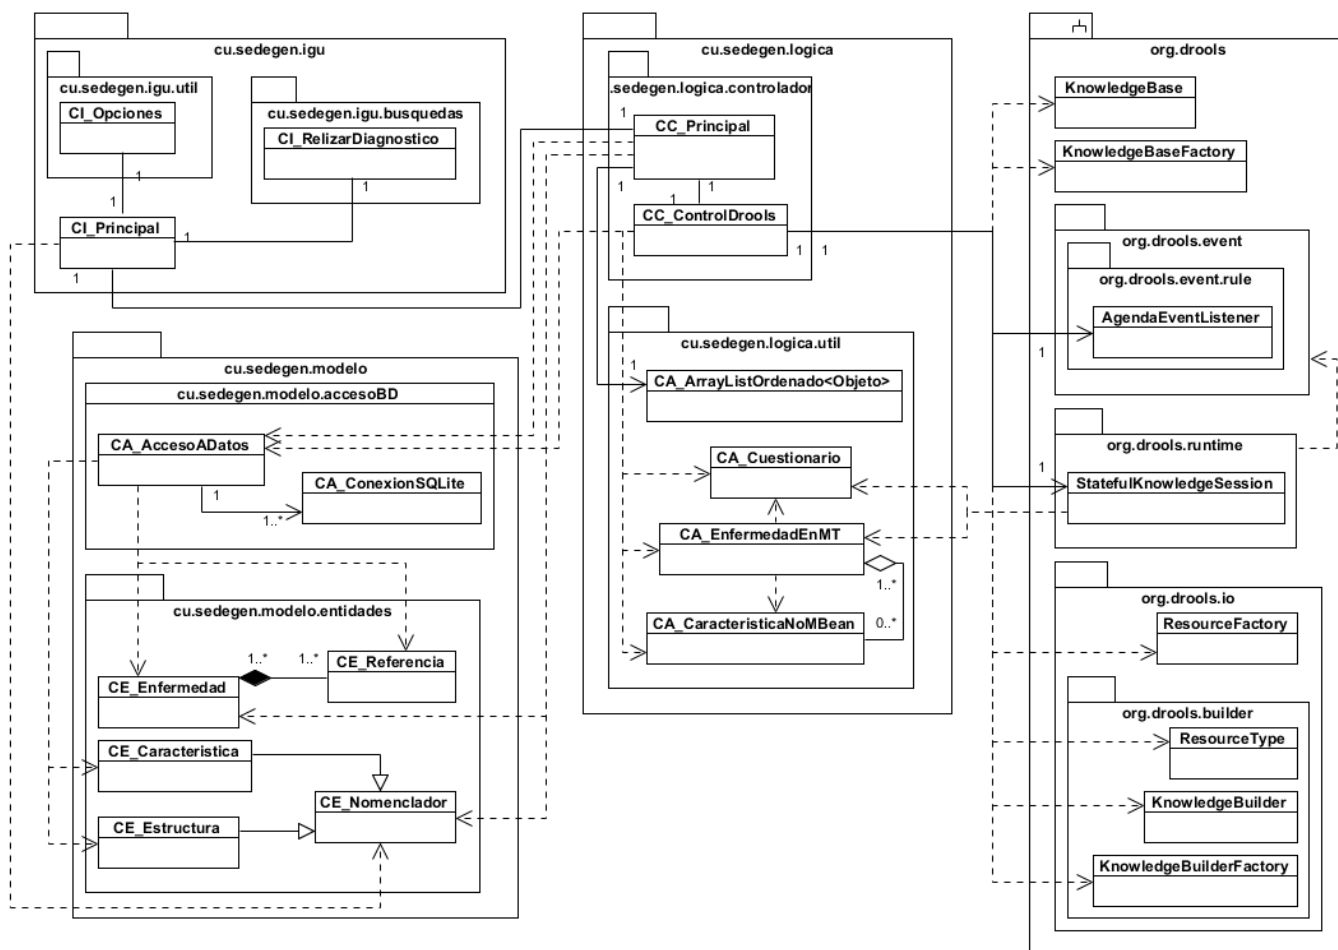 cu.sedegen.igu
cu.sedegen.igu.util
CI_Opciones
cu.sedegen.igu.busquedas
CI_RelizarDiagnostico
1
1
1
CI_Principal
1
1
cu.sedegen.logica
.sedegen.logica.controlador
1
CC_Principal
1
1
1
CC_ControlDrools
1
1
cu.sedegen.logica.util
1
CA_ArrayListOrdenado<Objeto>
CA_Cuestionario
CA_EnfermedadEnMT
1..*
CA_CaracteristicaNoMBean
0..*
cu.sedegen.modelo
cu.sedegen.modelo.accesoBD
CA_AccesoADatos
CA_ConexionSQLite
1
1..*
cu.sedegen.modelo.entidades
1..*
1..*
CE_Referencia
CE_Enfermedad
CE_Caracteristica
CE_Nomenclador
CE_Estructura
org.drools
KnowledgeBase
KnowledgeBaseFactory
org.drools.event
org.drools.event.rule
AgendaEventListener
1
org.drools.runtime
1
StatefulKnowledgeSession
org.drools.io
ResourceFactory
org.drools.builder
ResourceType
KnowledgeBuilder
KnowledgeBuilderFactory